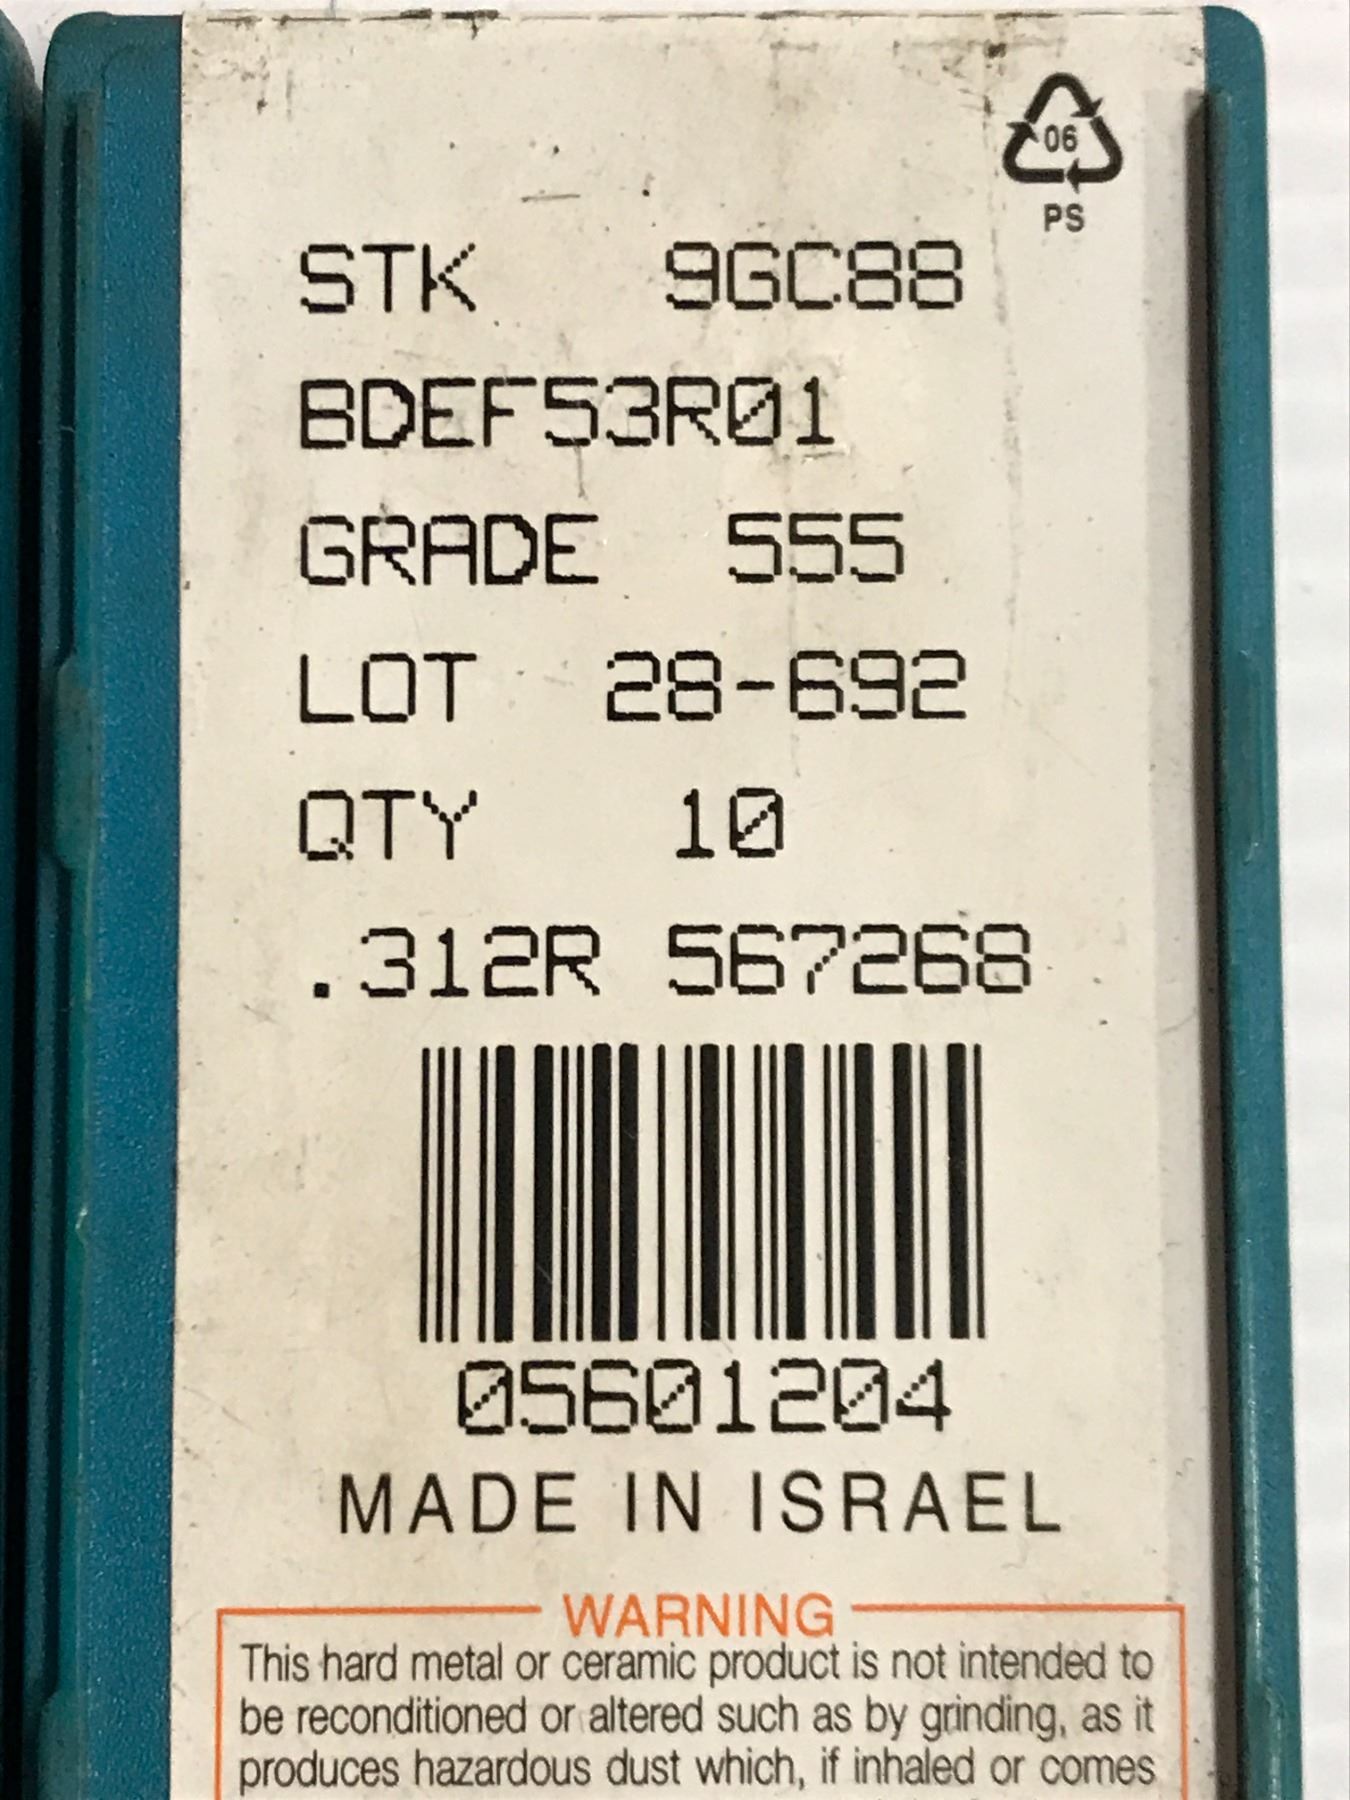 06
PS
STK 9GC88
BDEF53R01
GRADE 555
LOT 28-692
QTY 10
.312R 567268
05601204
MADE IN ISRAEL
WARNING
This hard metal or ceramic product is not intended to
be reconditioned or altered such as by grinding, as it
produces hazardous dust which, if inhaled or comes